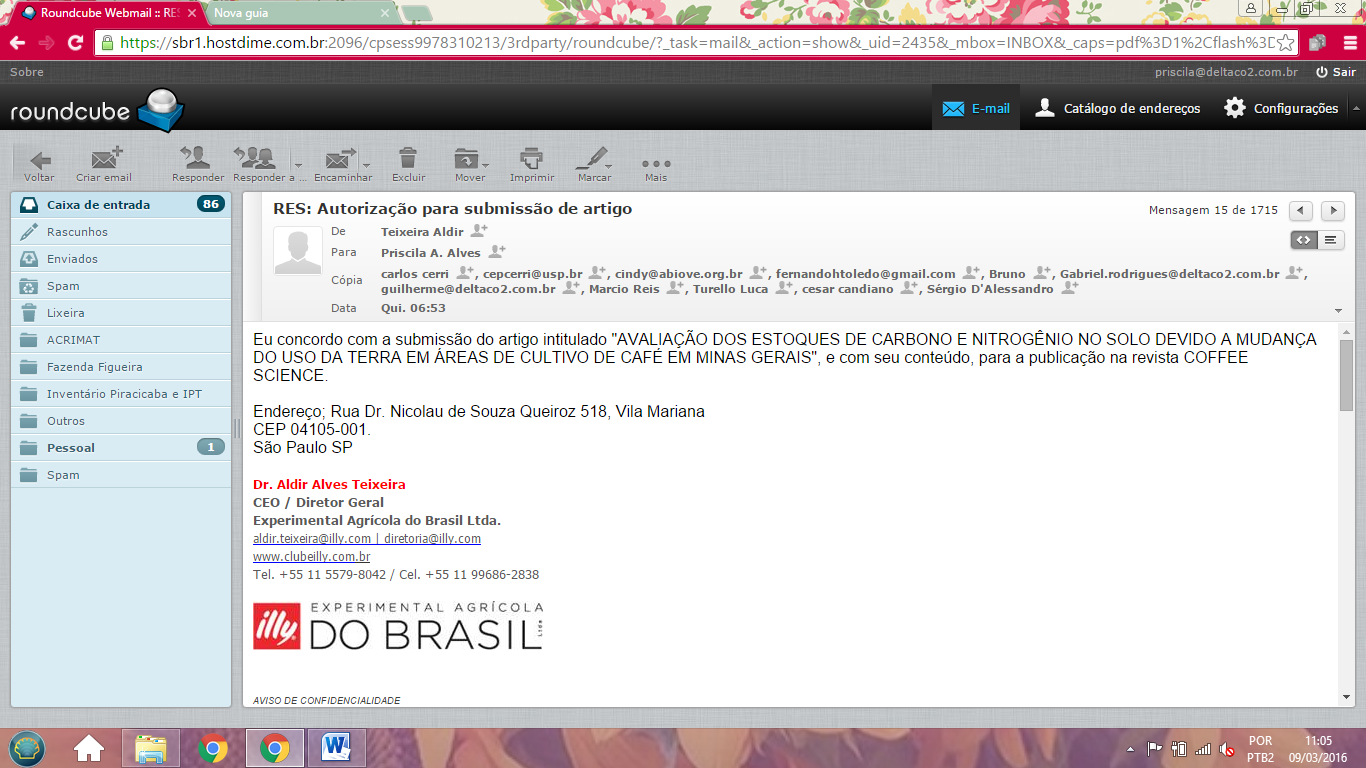 Roundcube Webmail :: RES
Nova guia
https://sbr1.hostdime.com.br:2096/cpsess9978310213/3rdparty/roundcube/?_task=mail&_action=show&_uid=2435&_mbox=INBOX&_caps=pdf%3D1%2Cflash%3D
Sobre
priscila@deltaco2.com.br
Sair
roundcube
E-mail
Catálogo de endereços
Configurações
Voltar
Criar email
Responder
Responder a ...
Encaminhar
Excluir
Mover
Imprimir
Marcar
Mais
Caixa de entrada 86
Rascunhos
Enviados
Spam
Lixeira
ACRIMAT
Fazenda Figueira
Inventário Piracicaba e IPT
Outros
Pessoal 1
Spam
RES: Autorização para submissão de artigo
Mensagem 15 de 1715
De Teixeira Aldir
Para Priscila A. Alves
Cópia carlos cerri , cepcerri@usp.br , cindy@abiove.org.br , fernandohtoledo@gmail.com , Bruno , Gabriel.rodrigues@deltaco2.com.br ,
guilherme@deltaco2.com.br , Marcio Reis , Turello Luca , cesar candiano , Sérgio D'Alessandro
Data Qui. 06:53
Eu concordo com a submissão do artigo intitulado "AVALIAÇÃO DOS ESTOQUES DE CARBONO E NITROGÊNIO NO SOLO DEVIDO A MUDANÇA
DO USO DA TERRA EM ÁREAS DE CULTIVO DE CAFÉ EM MINAS GERAIS", e com seu conteúdo, para a publicação na revista COFFEE
SCIENCE.
Endereço; Rua Dr. Nicolau de Souza Queiroz 518, Vila Mariana
CEP 04105-001.
São Paulo SP
Dr. Aldir Alves Teixeira
CEO / Diretor Geral
Experimental Agrícola do Brasil Ltda.
aldir.teixeira@illy.com | diretoria@illy.com
www.clubeilly.com.br
Tel. +55 11 5579-8042 / Cel. +55 11 99686-2838
illy EXPERIMENTAL AGRÍCOLA
DO BRASIL Ltda
AVISO DE CONFIDENCIALIDADE
POR
PTB2
11:05
09/03/2016